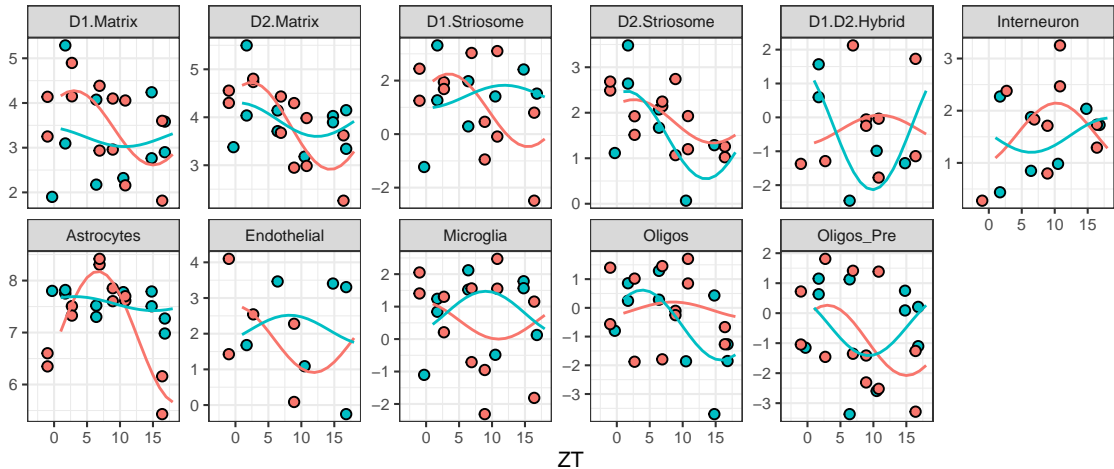 D1.Matrix D2.Matrix D1.Striosome D2.Striosome D1.D2.Hybrid Interneuron
5 4 3 2
5 4 3
2 0 −2
3 2 1 0
2 1 0 −1 −2
3 2 1
Astrocytes Endothelial Microglia Oligos Oligos_Pre
8 7 6
4 3 2 1 0
2 1 0 −1 −2
1 0 −1 −2 −3
2 1 0 −1 −2 −3
0 5 10 15 0 5 10 15 0 5 10 15 0 5 10 15 0 5 10 15 0 5 10 15
ZT